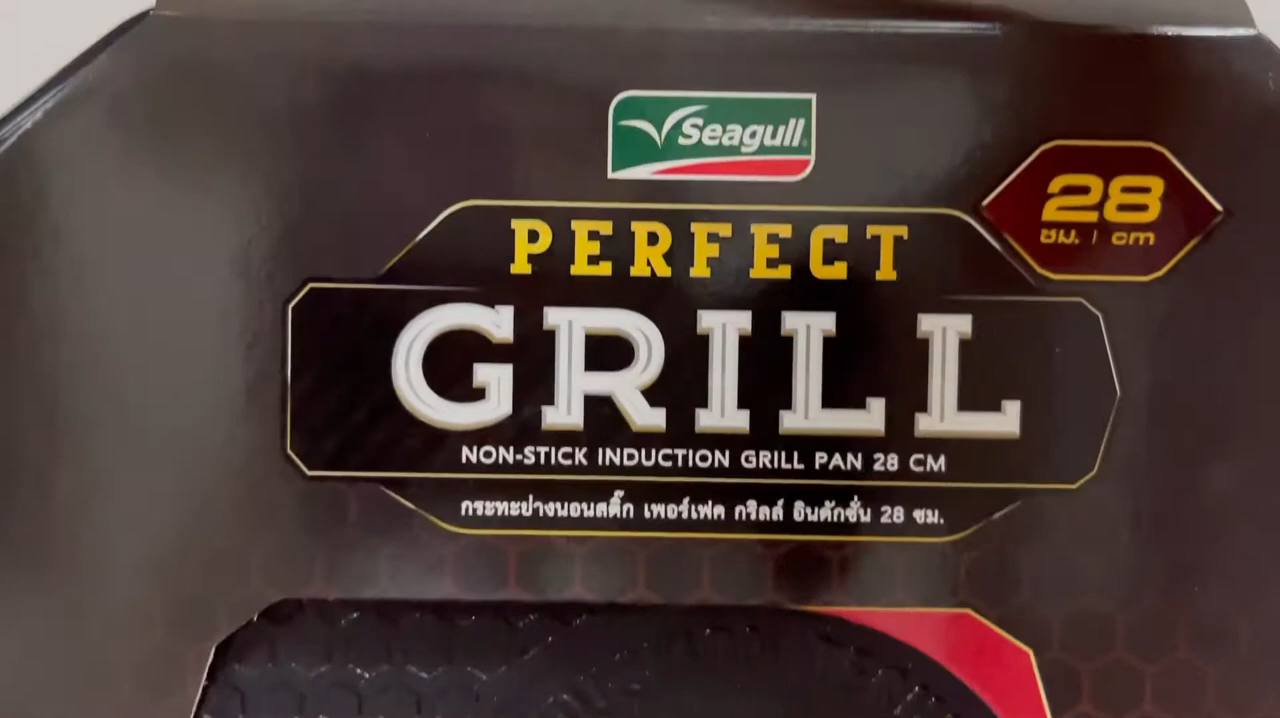 Seagull
28
ซม. | cm
PERFECT
GRILL
NON-STICK INDUCTION GRILL PAN 28 CM
กระทะปางนอนสติ๊ก เพอร์เฟค กริลล์ อินดักชั่น 28 ซม.